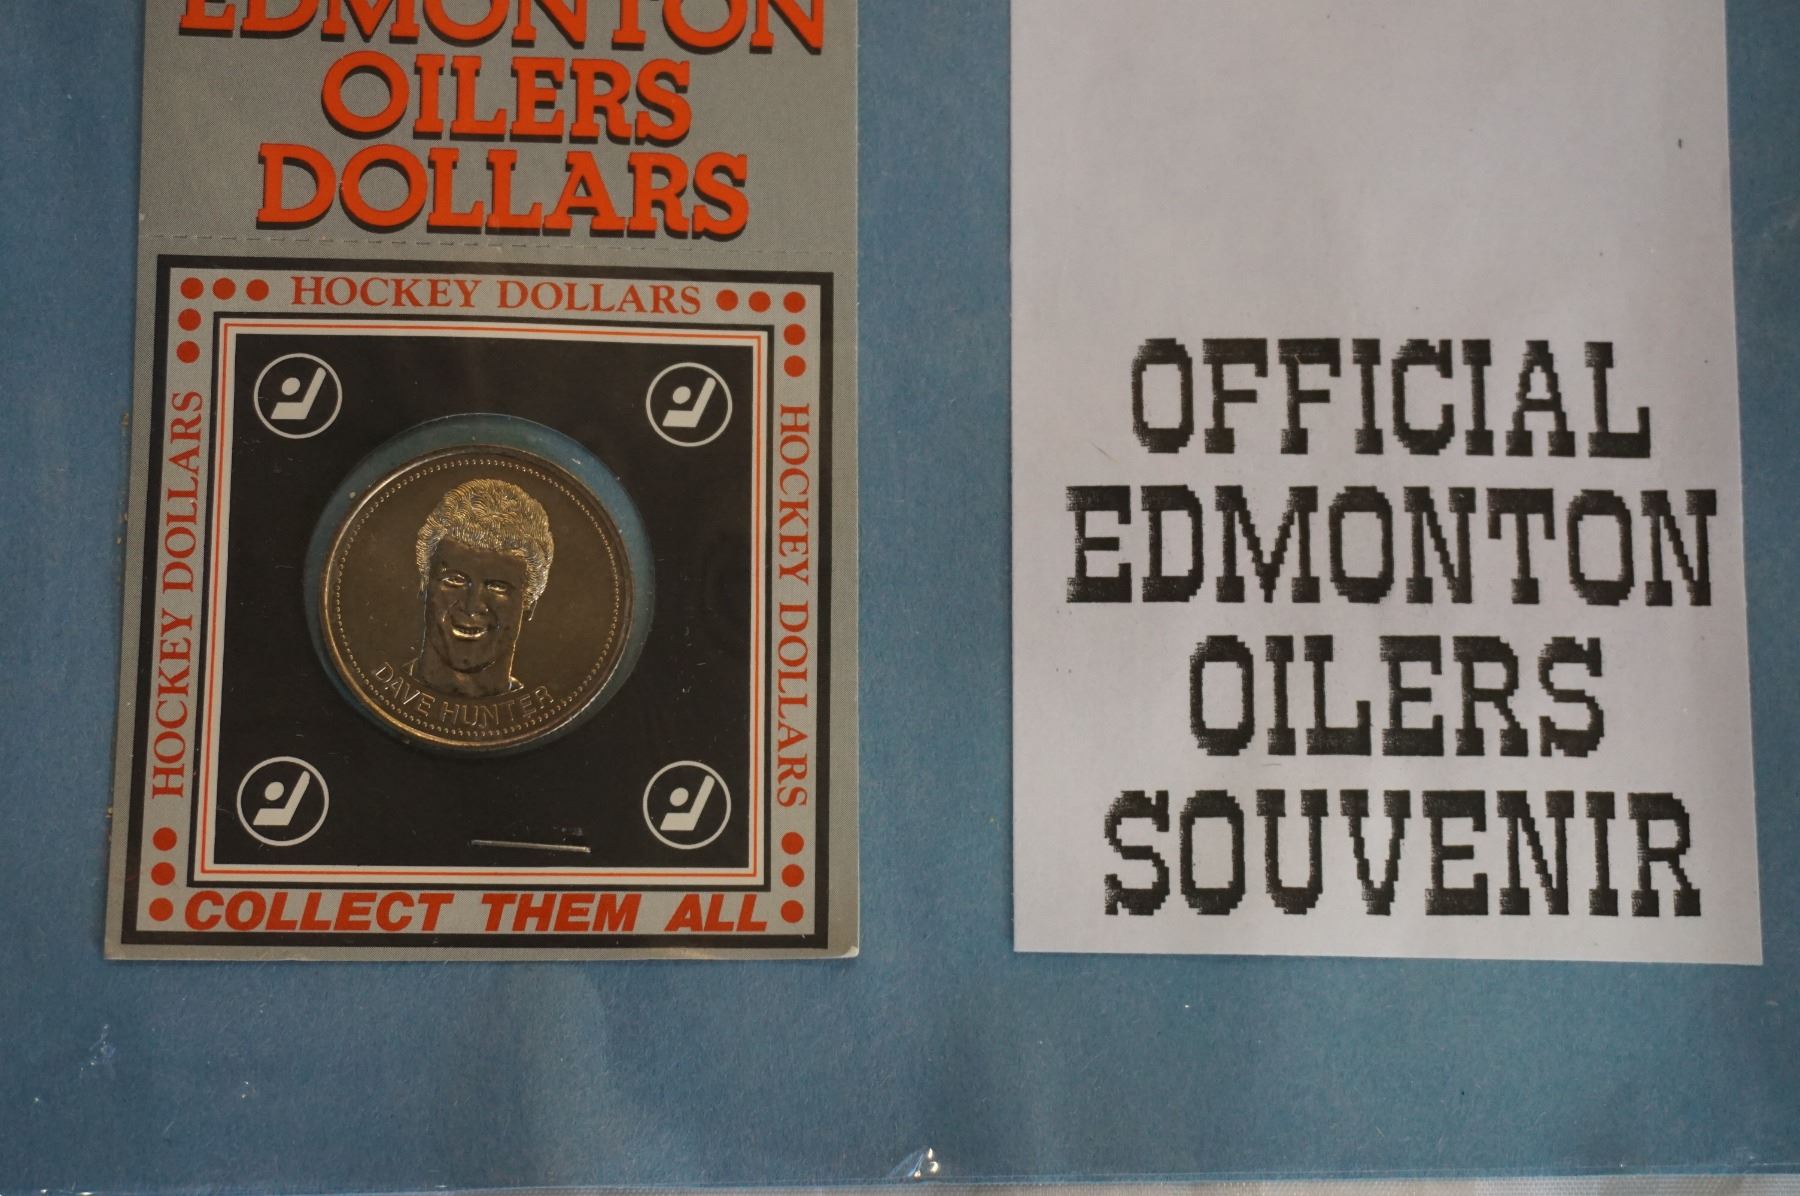 EDMONTON
OILERS
DOLLARS
HOCKEY DOLLARS
HOCKEY DOLLARS
HOCKEY DOLLARS
DAVE HUNTER
COLLECT THEM ALL
OFFICIAL
EDMONTON
OILERS
SOUVENIR